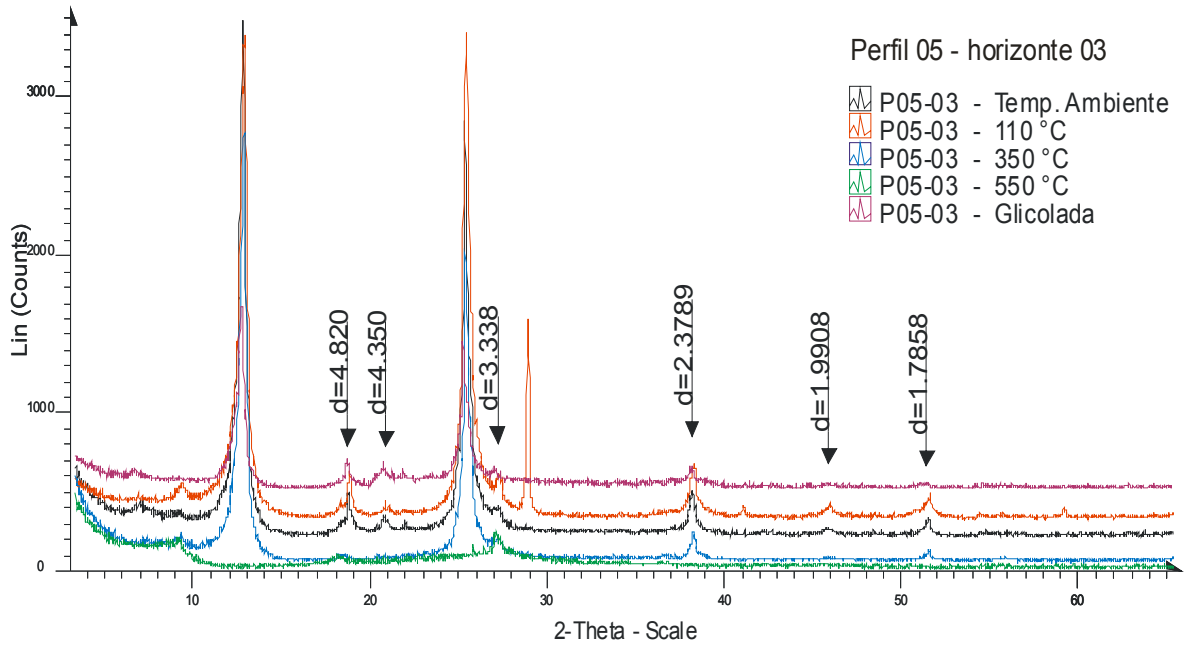 Perfil 05 - horizonte 03
P05-03 - Temp. Ambiente
P05-03 - 110 °C
P05-03 - 350 °C
P05-03 - 550 °C
P05-03 - Glicolada
Lin (Counts)
3000
2000
1000
0
d=4.820
d=4.350
d=3.338
d=2.3789
d=1.9908
d=1.7858
10
20
30
40
50
60
2-Theta - Scale